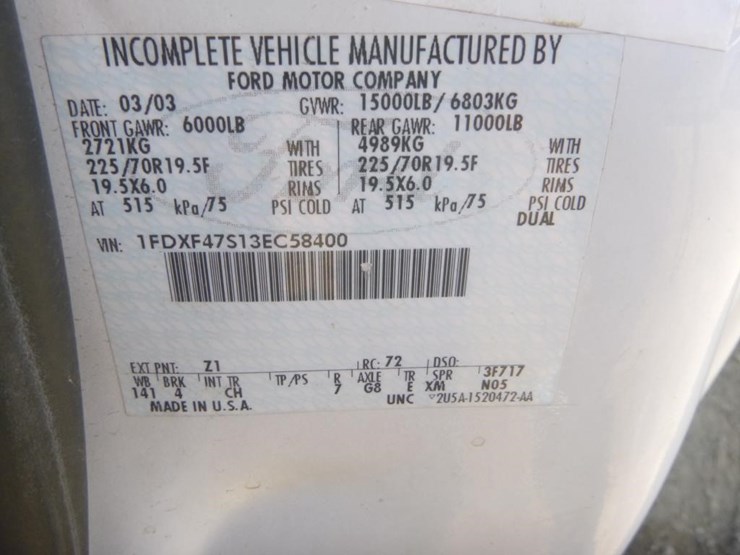 INCOMPLETE VEHICLE MANUFACTURED BY
FORD MOTOR COMPANY
DATE: 03/03 GVWR: 15000LB/ 6803KG
FRONT GAWR: 6000LB REAR GAWR: 11000LB
2721KG WITH 4989KG WITH
225/70R19.5F TIRES 225/70R19.5F TIRES
19.5X6.0 RIMS 19.5X6.0 RIMS
AT 515 kPa/75 PSI COLD AT 515 kPa/75 PSI COLD
DUAL
VIN: 1FDXF47S13EC58400
Ford
EXT PNT: Z1 RC: 72 DSO:
WB BRK INT TR TP/PS R AXLE TR SPR 3F717
141 4 CH 7 G8 E XM N05
MADE IN U.S.A. UNC 2U5A-1520472-AA